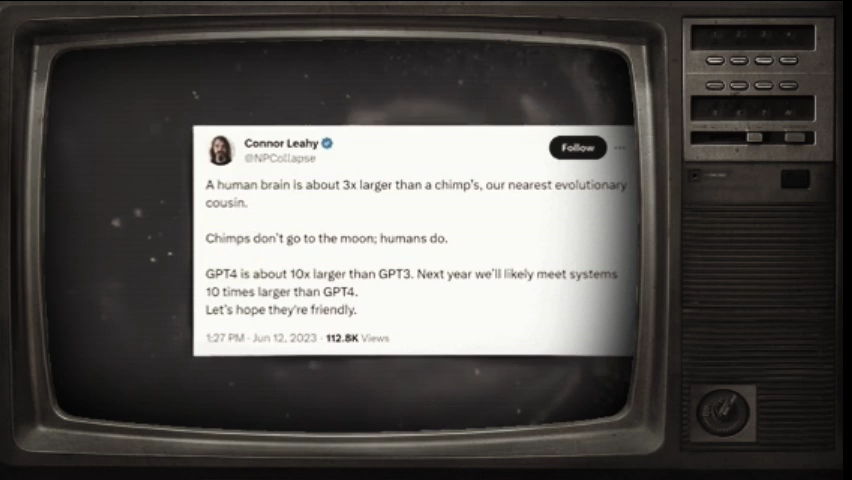 Connor Leahy
@NPCollapse
Follow
A human brain is about 3x larger than a chimp's, our nearest evolutionary
cousin.
Chimps don't go to the moon; humans do.
GPT4 is about 10x larger than GPT3. Next year we'll likely meet systems
10 times larger than GPT4.
Let's hope they're friendly.
1:27 PM · Jun 12, 2023 · 112.8K Views